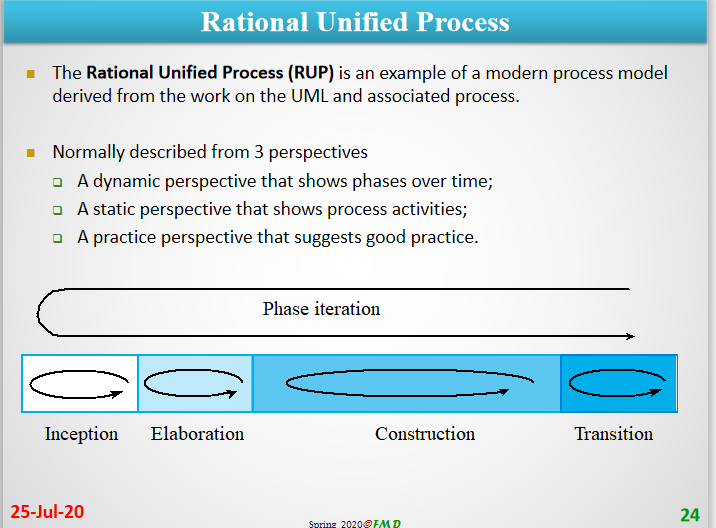 Rational Unified Process
The Rational Unified Process (RUP) is an example of a modern process model
derived from the work on the UML and associated process.
Normally described from 3 perspectives
A dynamic perspective that shows phases over time;
A static perspective that shows process activities;
A practice perspective that suggests good practice.
Phase iteration
Inception Elaboration Construction Transition
25-Jul-20
Spring 2020@FMD
24